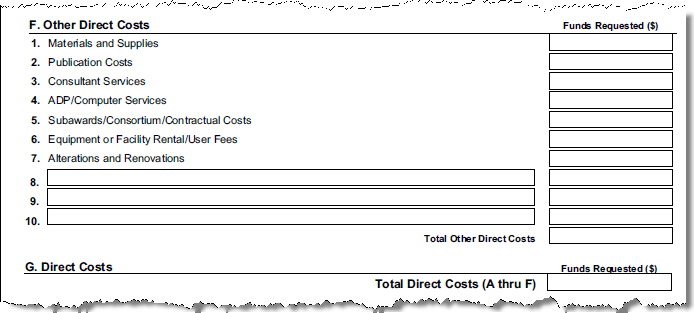 F. Other Direct Costs Funds Requested ($)
1. Materials and Supplies
2. Publication Costs
3. Consultant Services
4. ADP/Computer Services
5. Subawards/Consortium/Contractual Costs
6. Equipment or Facility Rental/User Fees
7. Alterations and Renovations
8.
9.
10.
Total Other Direct Costs
G. Direct Costs Funds Requested ($)
Total Direct Costs (A thru F)